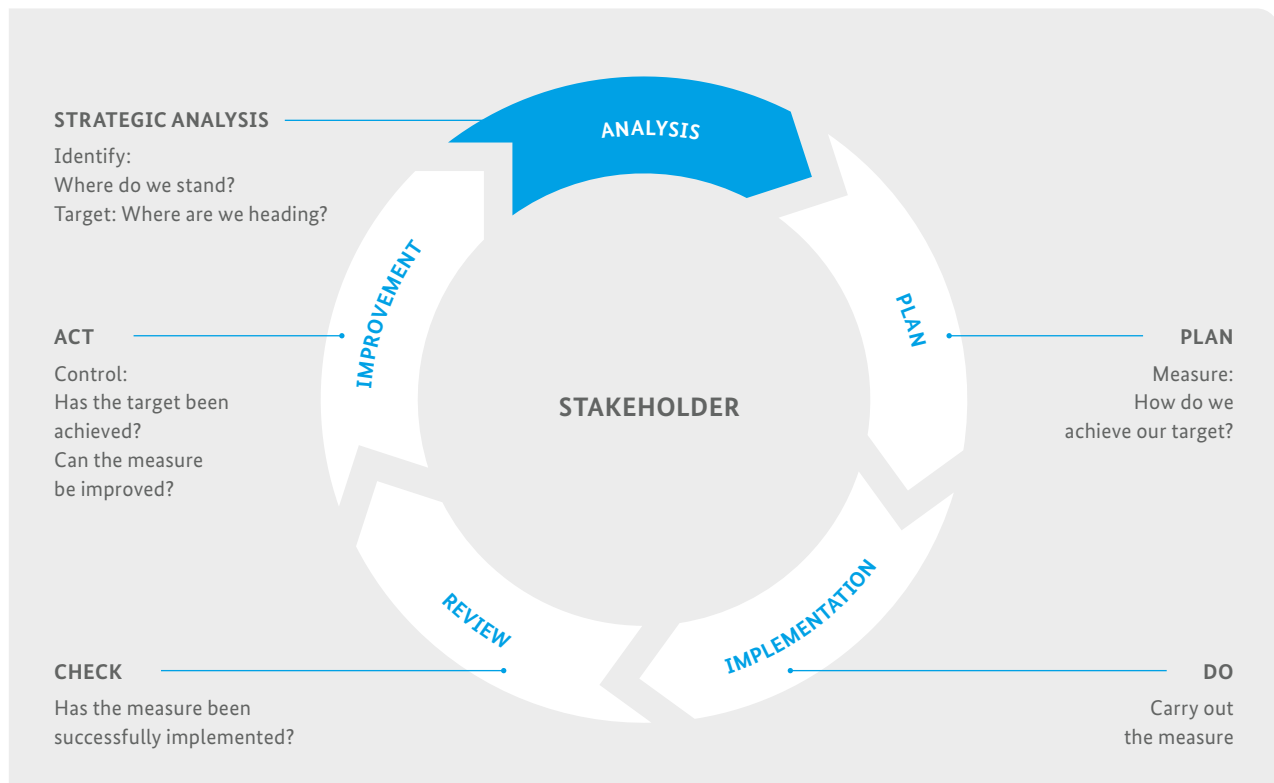 ANALYSIS
STRATEGIC ANALYSIS
Identify:
Where do we stand?
Target: Where are we heading?
PLAN
PLAN
Measure:
How do we
achieve our target?
IMPLEMENTATION
DO
Carry out
the measure
REVIEW
CHECK
Has the measure been
successfully implemented?
IMPROVEMENT
ACT
Control:
Has the target been
achieved?
Can the measure
be improved?
STAKEHOLDER